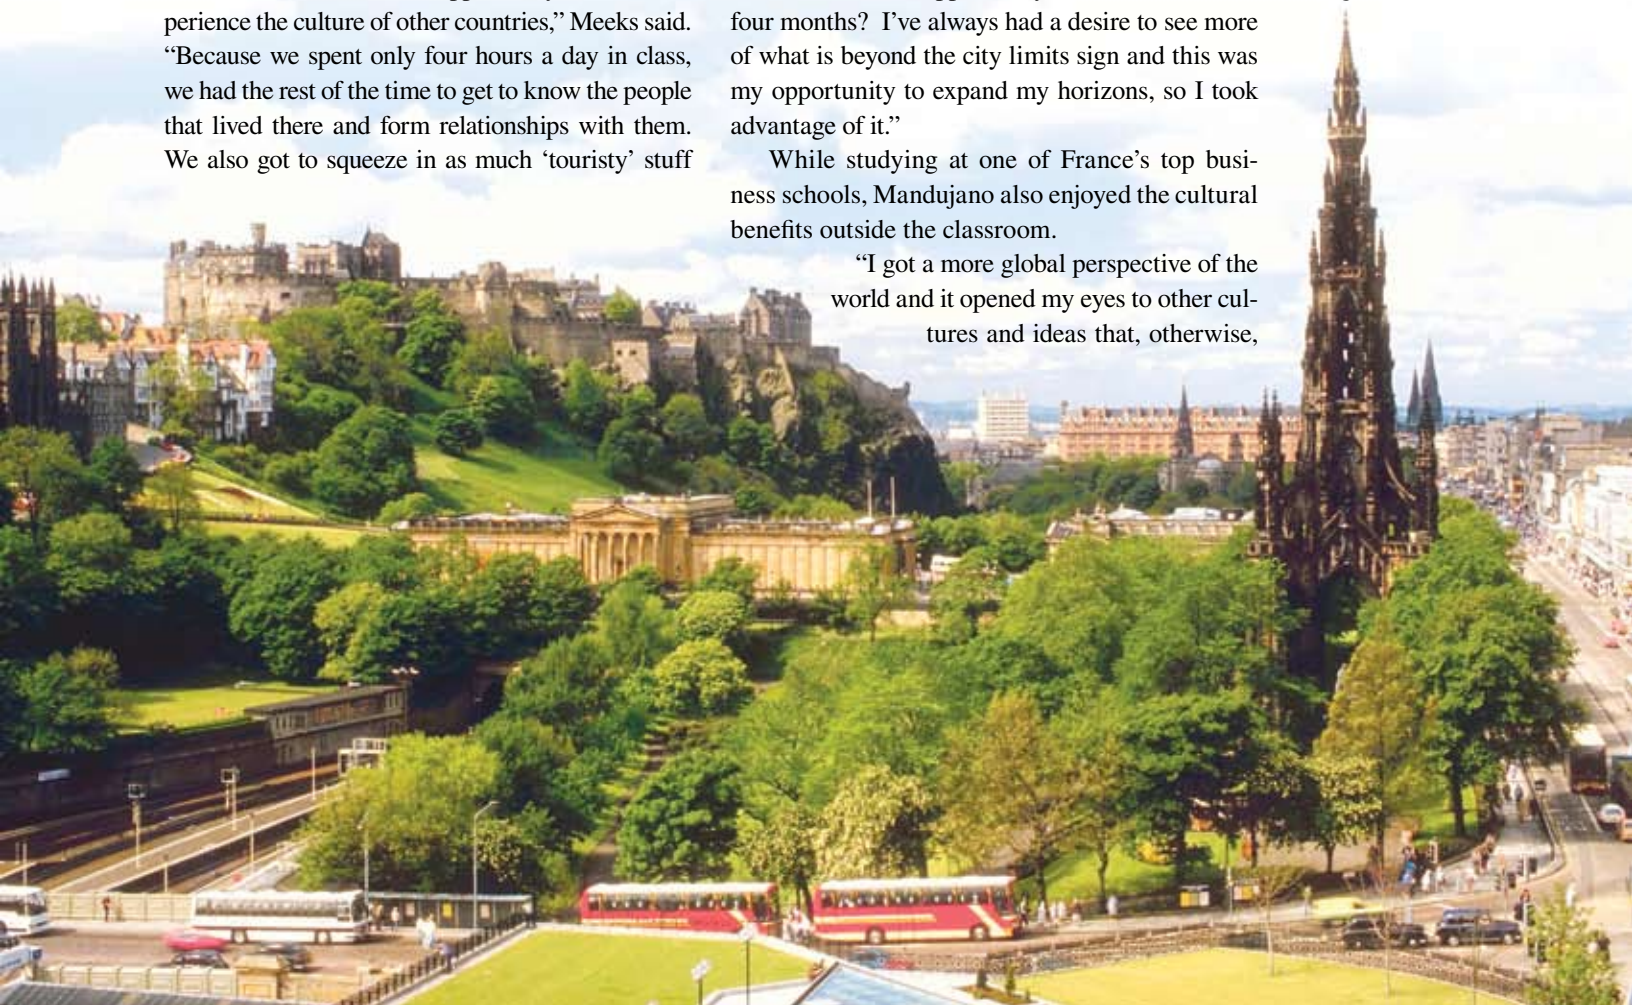 perience the culture of other countries,” Meeks said.
“Because we spent only four hours a day in class,
we had the rest of the time to get to know the people
that lived there and form relationships with them.
We also got to squeeze in as much ‘touristy’ stuff
four months?  I’ve always had a desire to see more
of what is beyond the city limits sign and this was
my opportunity to expand my horizons, so I took
advantage of it.”
While studying at one of France’s top busi-
ness schools, Mandujano also enjoyed the cultural
benefits outside the classroom.
“I got a more global perspective of the
world and it opened my eyes to other cul-
tures and ideas that, otherwise,